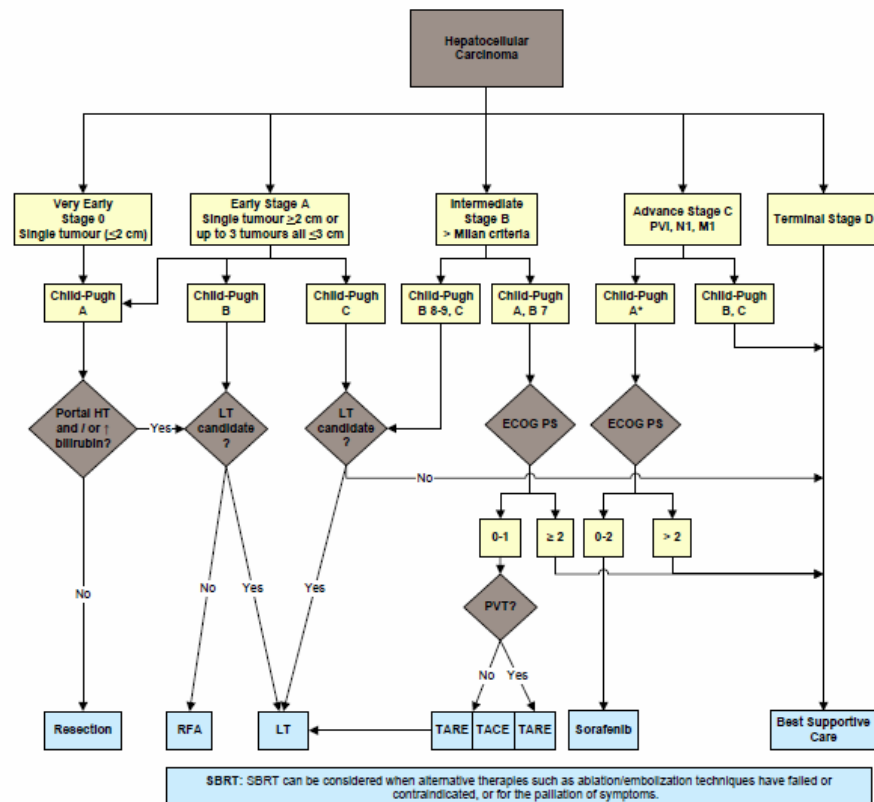 Hepatocellular
Carcinoma
Very Early
Stage 0
Single tumour (≤2 cm)
Early Stage A
Single tumour ≥2 cm or
up to 3 tumours all ≤3 cm
Intermediate
Stage B
> Milan criteria
Advance Stage C
PVI, N1, M1
Terminal Stage D
Child-Pugh
A
Child-Pugh
B
Child-Pugh
C
Child-Pugh
B 8-9, C
Child-Pugh
A, B 7
Child-Pugh
A*
Child-Pugh
B, C
Portal HT
and / or ↑
bilirubin?
Yes
LT
candidate
?
LT
candidate
?
ECOG PS
ECOG PS
No
0-1
≥ 2
0-2
> 2
No
No
Yes
Yes
PVT?
No
Yes
Resection
RFA
LT
TARE
TACE
TARE
Sorafenib
Best Supportive
Care
SBRT: SBRT can be considered when alternative therapies such as ablation/embolization techniques have failed or
contraindicated, or for the palliation of symptoms.